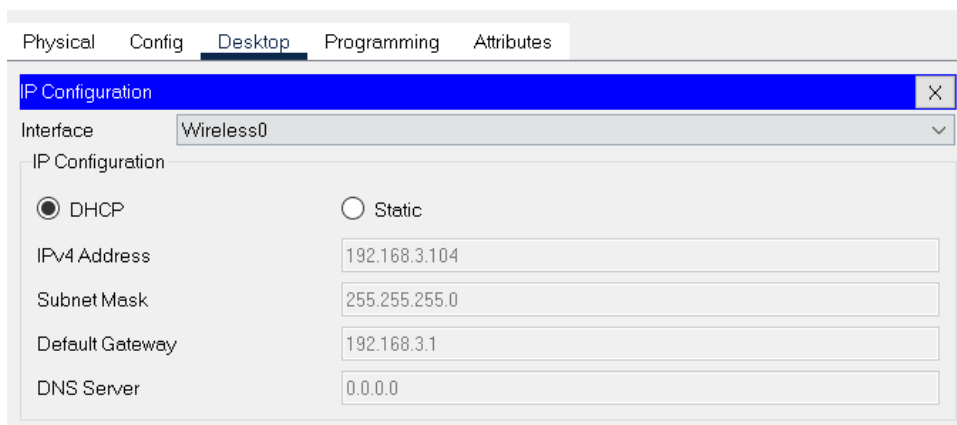 Physical Config Desktop Programming Attributes
IP Configuration X
Interface Wireless0
IP Configuration
DHCP Static
IPv4 Address 192.168.3.104
Subnet Mask 255.255.255.0
Default Gateway 192.168.3.1
DNS Server 0.0.0.0